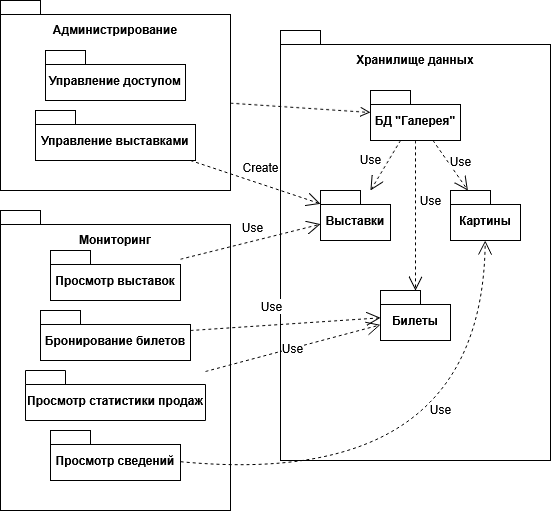 Администрирование
Управление доступом
Управление выставками
Хранилище данных
БД "Галерея"
Use
Use
Use
Create
Выставки
Картины
Use
Мониторинг
Просмотр выставок
Use
Бронирование билетов
Билеты
Use
Просмотр статистики продаж
Use
Просмотр сведений